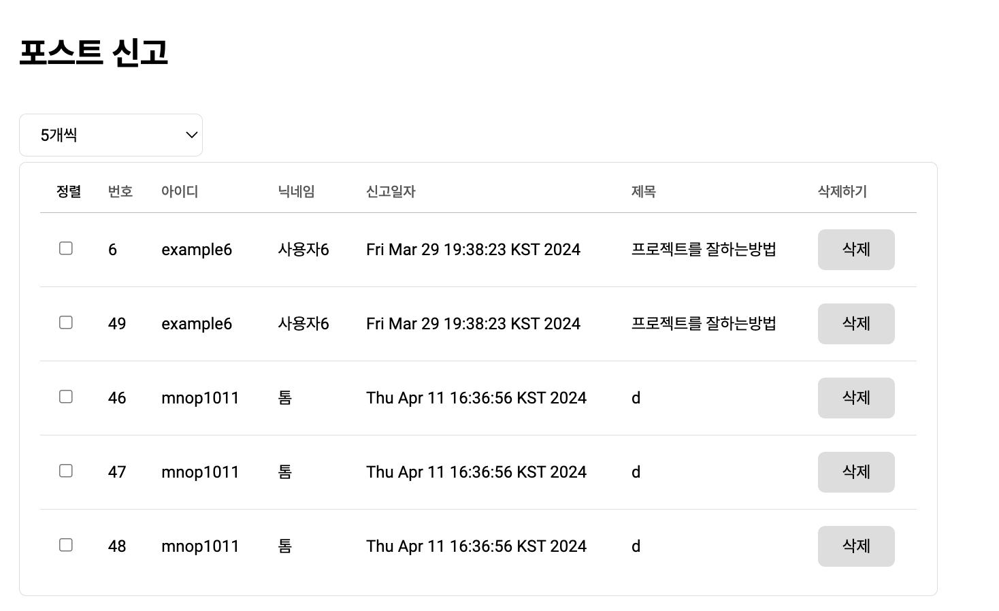 포스트 신고
5개씩
정렬 번호 아이디 닉네임 신고일자 제목 삭제하기
6 example6 사용자6 Fri Mar 29 19:38:23 KST 2024 프로젝트를 잘하는방법 삭제
49 example6 사용자6 Fri Mar 29 19:38:23 KST 2024 프로젝트를 잘하는방법 삭제
46 mnop1011 톰 Thu Apr 11 16:36:56 KST 2024 d 삭제
47 mnop1011 톰 Thu Apr 11 16:36:56 KST 2024 d 삭제
48 mnop1011 톰 Thu Apr 11 16:36:56 KST 2024 d 삭제